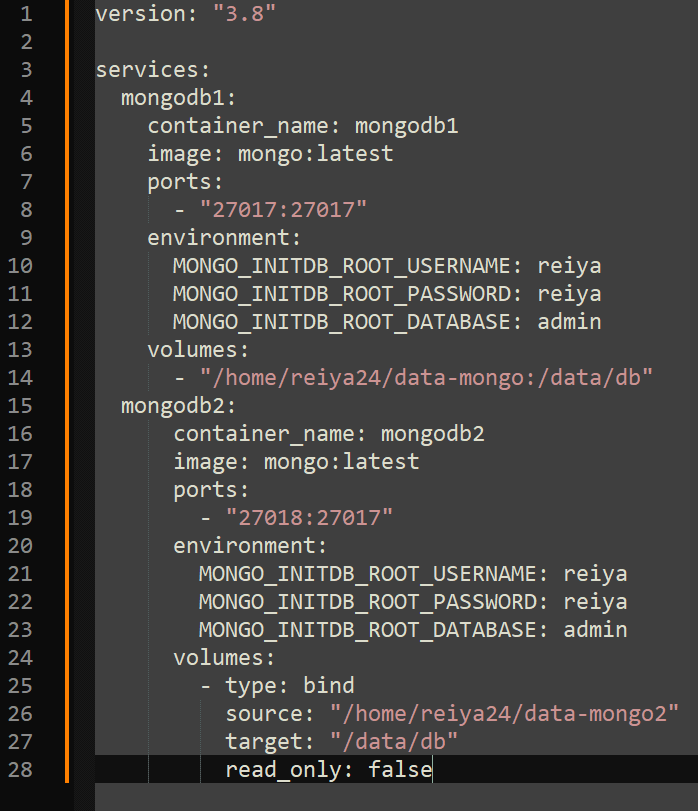 1 version: "3.8"
2
3 services:
4   mongodb1:
5     container_name: mongodb1
6     image: mongo:latest
7     ports:
8       - "27017:27017"
9     environment:
10       MONGO_INITDB_ROOT_USERNAME: reiya
11       MONGO_INITDB_ROOT_PASSWORD: reiya
12       MONGO_INITDB_ROOT_DATABASE: admin
13     volumes:
14       - "/home/reiya24/data-mongo:/data/db"
15   mongodb2:
16       container_name: mongodb2
17       image: mongo:latest
18       ports:
19         - "27018:27017"
20       environment:
21         MONGO_INITDB_ROOT_USERNAME: reiya
22         MONGO_INITDB_ROOT_PASSWORD: reiya
23         MONGO_INITDB_ROOT_DATABASE: admin
24       volumes:
25         - type: bind
26           source: "/home/reiya24/data-mongo2"
27           target: "/data/db"
28           read_only: false